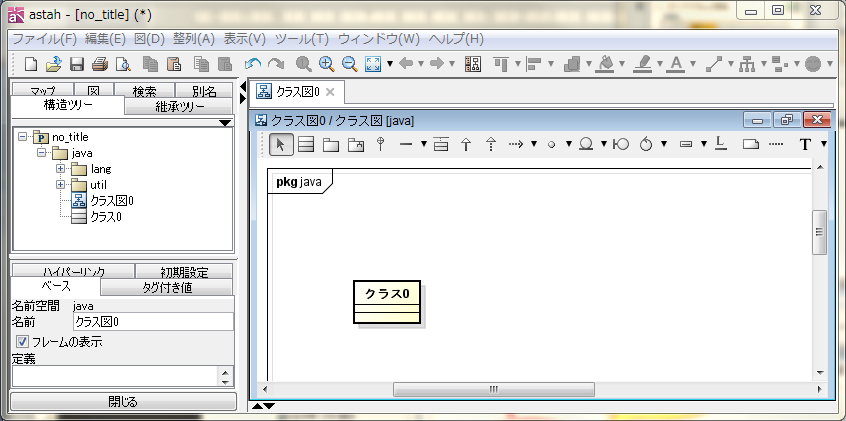 astah - [no_title] (*)
ファイル(F) 編集(E) 図(D) 整列(A) 表示(V) ツール(T) ウィンドウ(W) ヘルプ(H)
マップ 図 検索 別名
構造ツリー 継承ツリー
no_title
java
lang
util
クラス図0
クラス0
ハイパーリンク 初期設定
ベース タグ付き値
名前空間 java
名前 クラス図0
フレームの表示
定義
閉じる
クラス図0
クラス図0 / クラス図 [java]
T
pkg java
クラス0